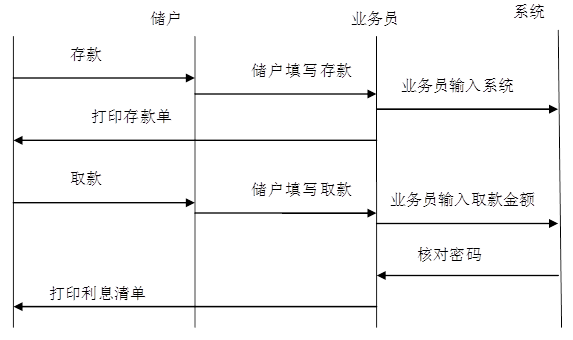 储户
业务员
系统
存款
储户填写存款
业务员输入系统
打印存款单
取款
储户填写取款
业务员输入取款金额
核对密码
打印利息清单